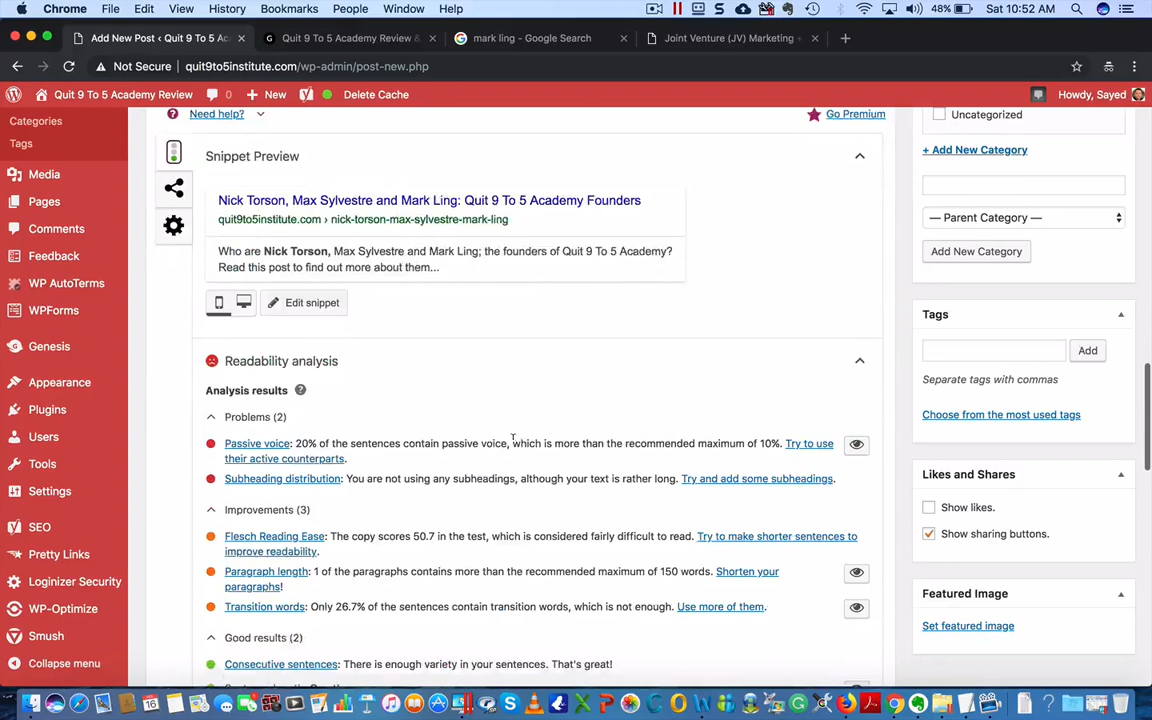 Chrome File Edit View History Bookmarks People Window Help 48% Sat 10:52 AM
Add New Post ‹ Quit 9 To 5 Ac
Quit 9 To 5 Academy Review &
mark ling - Google Search
Joint Venture (JV) Marketing
Not Secure quit9to5institute.com/wp-admin/post-new.php
Quit 9 To 5 Academy Review 0 New Delete Cache Howdy, Sayed
Categories
Tags
Media
Pages
Comments
Feedback
WP AutoTerms
WPForms
Genesis
Appearance
Plugins
Users
Tools
Settings
SEO
Pretty Links
Loginizer Security
WP-Optimize
Smush
Collapse menu
Need help?
Go Premium
Snippet Preview
Nick Torson, Max Sylvestre and Mark Ling: Quit 9 To 5 Academy Founders
quit9to5institute.com › nick-torson-max-sylvestre-mark-ling
Who are Nick Torson, Max Sylvestre and Mark Ling; the founders of Quit 9 To 5 Academy?
Read this post to find out more about them...
Edit snippet
Readability analysis
Analysis results
Problems (2)
Passive voice: 20% of the sentences contain passive voice, which is more than the recommended maximum of 10%. Try to use
their active counterparts.
Subheading distribution: You are not using any subheadings, although your text is rather long. Try and add some subheadings.
Improvements (3)
Flesch Reading Ease: The copy scores 50.7 in the test, which is considered fairly difficult to read. Try to make shorter sentences to
improve readability.
Paragraph length: 1 of the paragraphs contains more than the recommended maximum of 150 words. Shorten your
paragraphs!
Transition words: Only 26.7% of the sentences contain transition words, which is not enough. Use more of them.
Good results (2)
Consecutive sentences: There is enough variety in your sentences. That's great!
Uncategorized
+ Add New Category
— Parent Category —
Add New Category
Tags
Add
Separate tags with commas
Choose from the most used tags
Likes and Shares
Show likes.
Show sharing buttons.
Featured Image
Set featured image